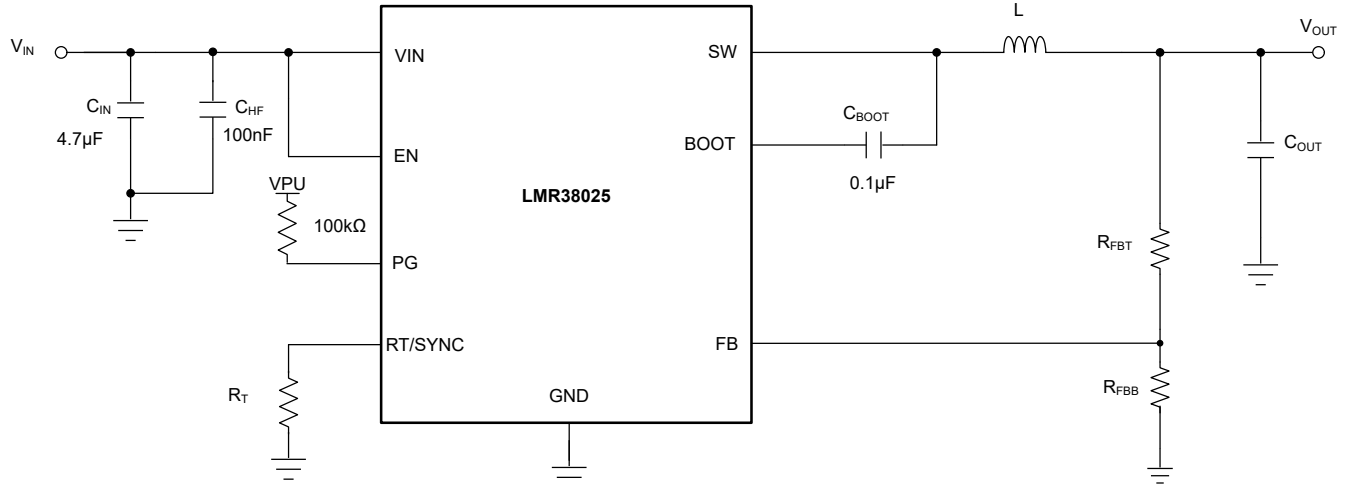 L
V_IN
V_OUT
VIN
SW
C_IN
4.7µF
C_HF
100nF
C_BOOT
0.1µF
BOOT
C_OUT
EN
VPU
100kΩ
LMR38025
R_FBT
PG
RT/SYNC
FB
R_T
GND
R_FBB